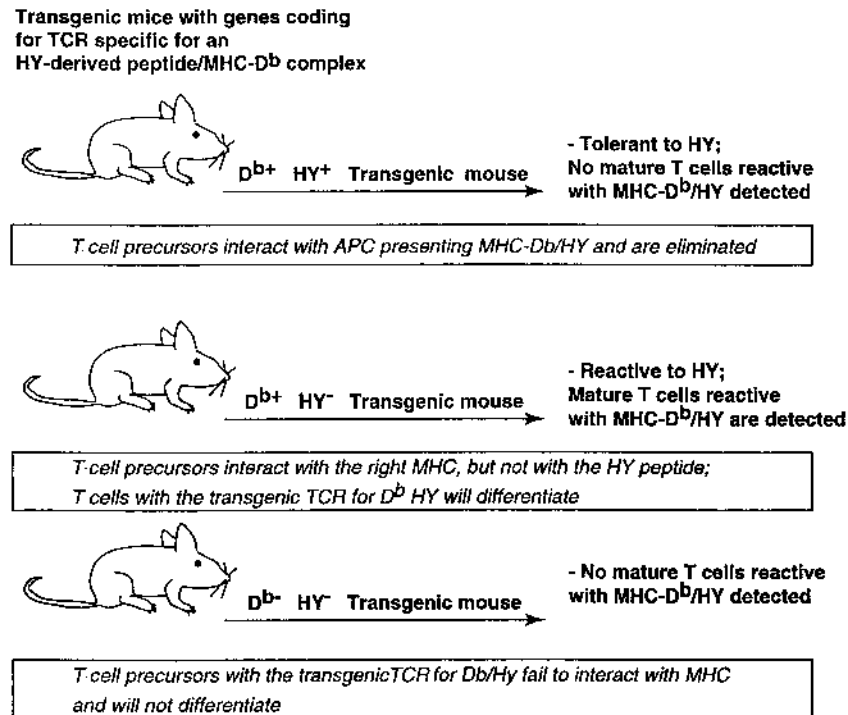 Transgenic mice with genes coding
for TCR specific for an
HY-derived peptide/MHC-Dᵇ complex
Dᵇ⁺ HY⁺ Transgenic mouse
- Tolerant to HY;
No mature T cells reactive
with MHC-Dᵇ/HY detected
T cell precursors interact with APC presenting MHC-Db/HY and are eliminated
Dᵇ⁺ HY⁻ Transgenic mouse
- Reactive to HY;
Mature T cells reactive
with MHC-Dᵇ/HY are detected
T cell precursors interact with the right MHC, but not with the HY peptide;
T cells with the transgenic TCR for Dᵇ HY will differentiate
Dᵇ⁻ HY⁻ Transgenic mouse
- No mature T cells reactive
with MHC-Dᵇ/HY detected
T cell precursors with the transgenicTCR for Db/Hy fail to interact with MHC
and will not differentiate